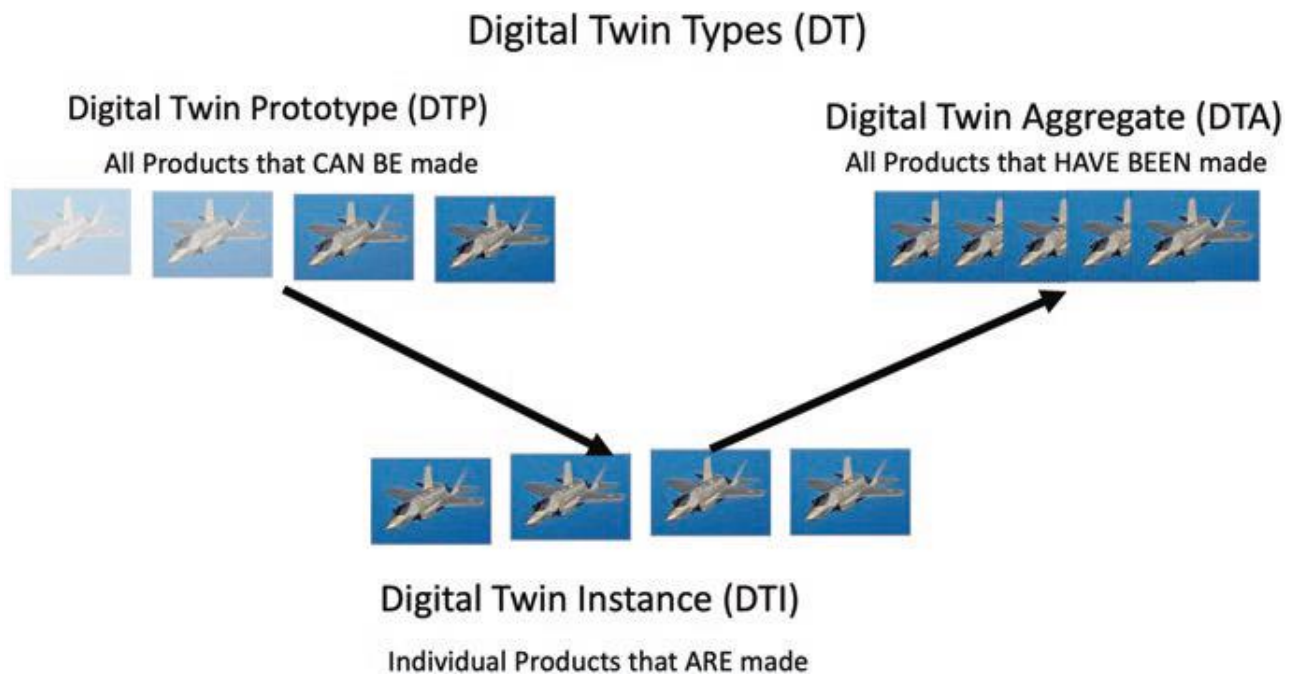 Digital Twin Types (DT)
Digital Twin Prototype (DTP)
All Products that CAN BE made
Digital Twin Aggregate (DTA)
All Products that HAVE BEEN made
Digital Twin Instance (DTI)
Individual Products that ARE made